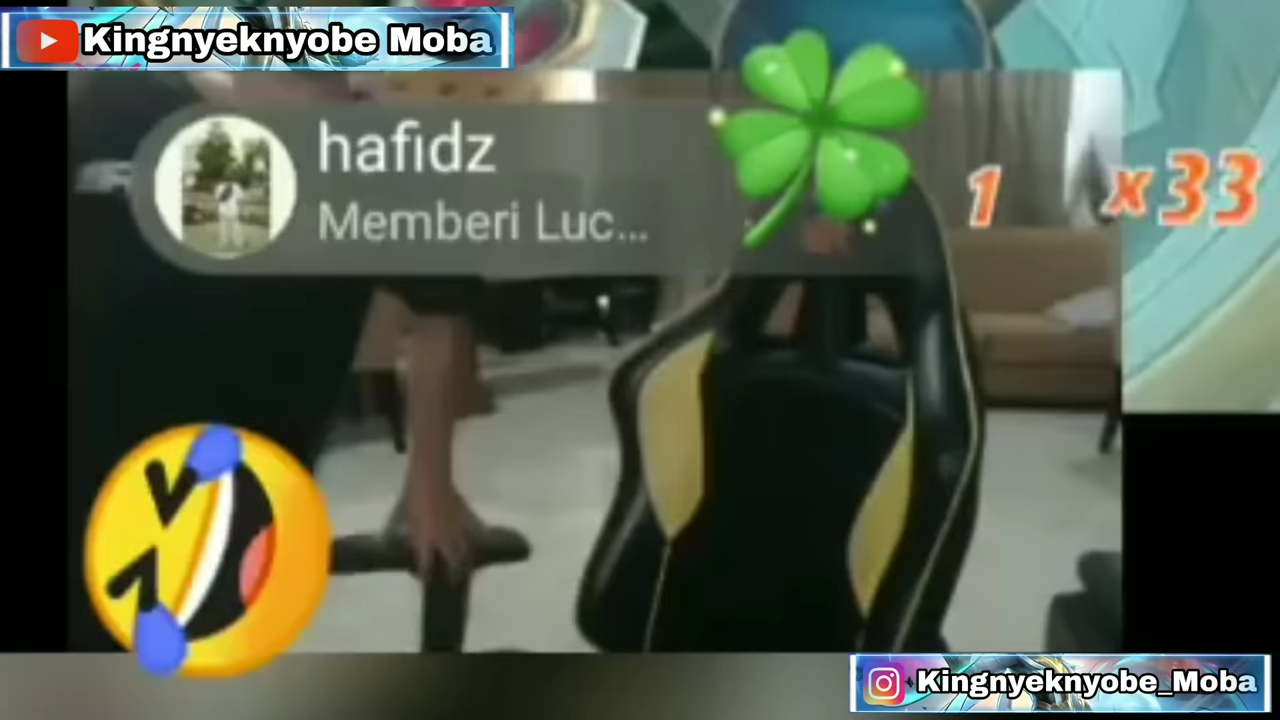 Kingnyeknyobe Moba
hafidz
Memberi Luc...
1 x33
Kingnyeknyobe_Moba